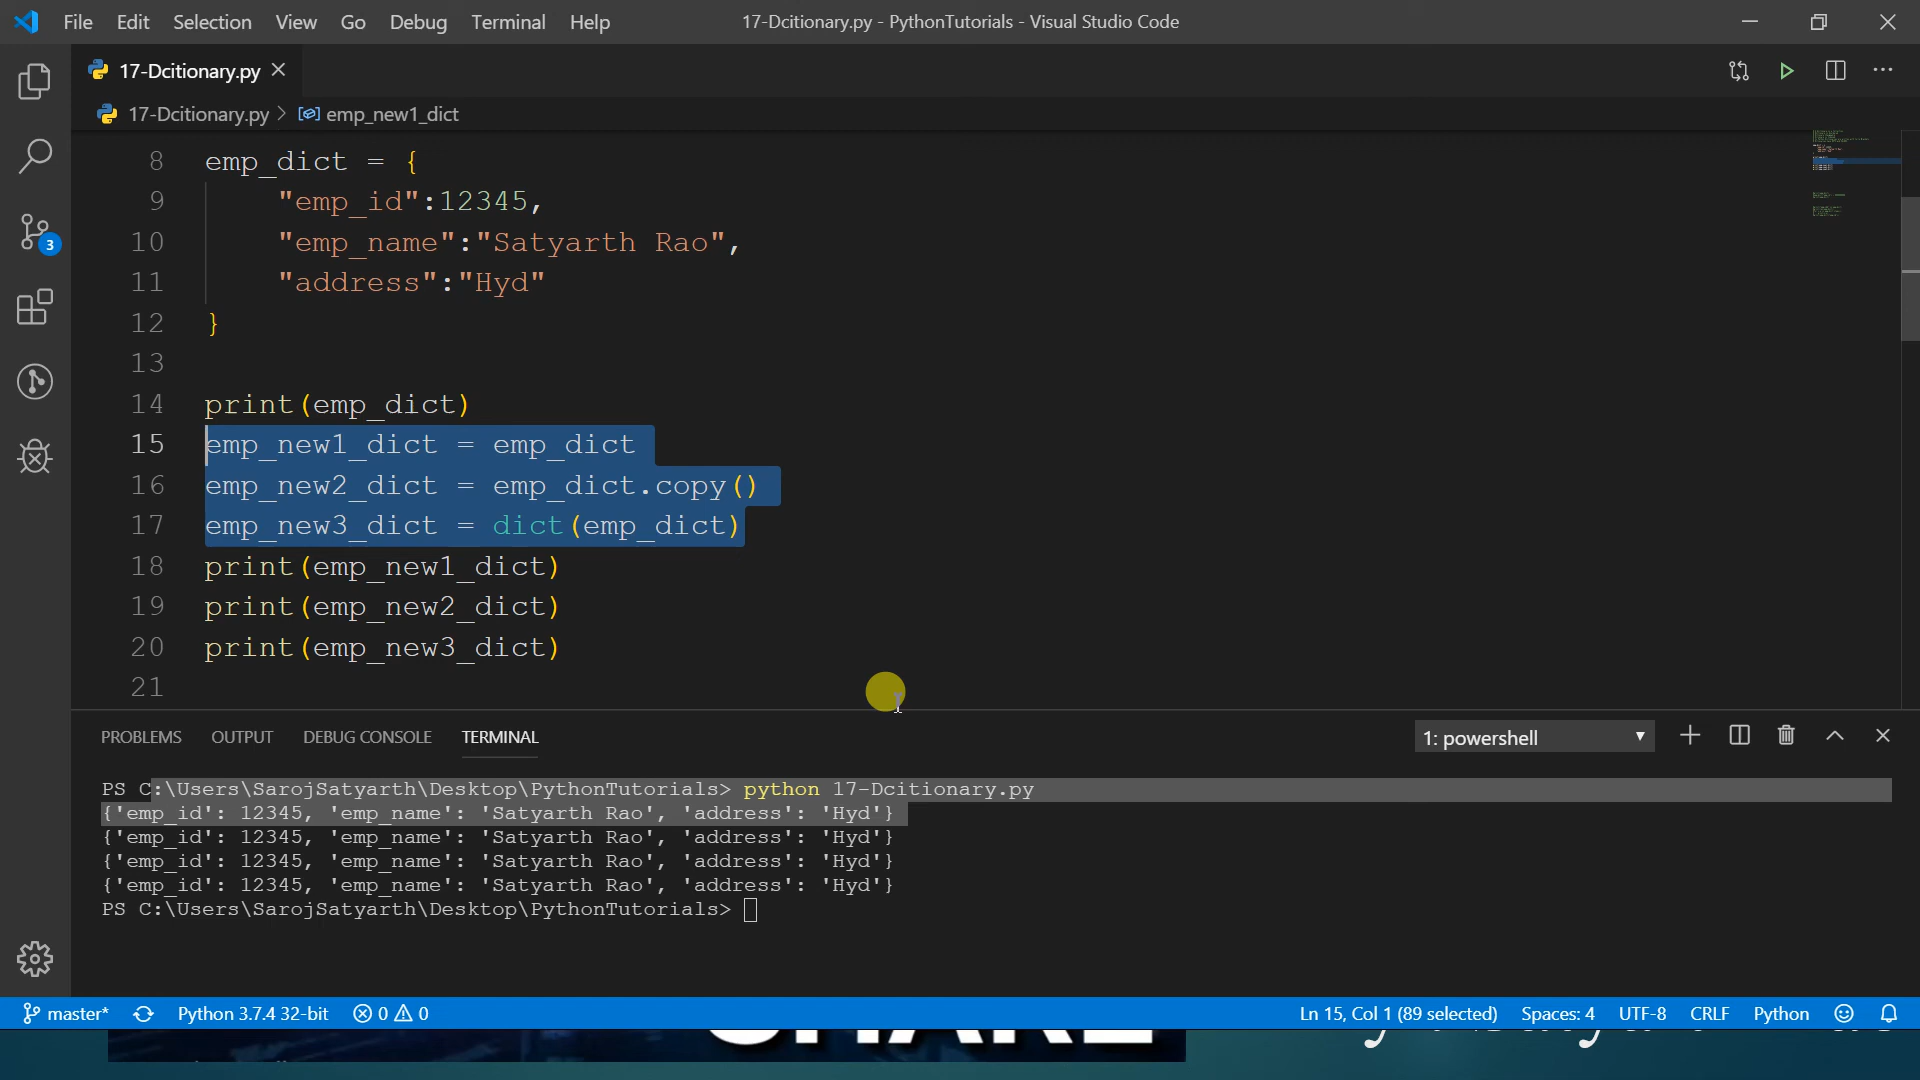 File Edit Selection View Go Debug Terminal Help
17-Dcitionary.py - PythonTutorials - Visual Studio Code
17-Dcitionary.py
17-Dcitionary.py > emp_new1_dict
8 emp_dict = {
9 "emp_id":12345,
10 "emp_name":"Satyarth Rao",
11 "address":"Hyd"
12 }
13
14 print(emp_dict)
15 emp_new1_dict = emp_dict
16 emp_new2_dict = emp_dict.copy()
17 emp_new3_dict = dict(emp_dict)
18 print(emp_new1_dict)
19 print(emp_new2_dict)
20 print(emp_new3_dict)
21
3
PROBLEMS OUTPUT DEBUG CONSOLE TERMINAL
1: powershell
PS C:\Users\SarojSatyarth\Desktop\PythonTutorials> python 17-Dcitionary.py
{'emp_id': 12345, 'emp_name': 'Satyarth Rao', 'address': 'Hyd'}
{'emp_id': 12345, 'emp_name': 'Satyarth Rao', 'address': 'Hyd'}
{'emp_id': 12345, 'emp_name': 'Satyarth Rao', 'address': 'Hyd'}
{'emp_id': 12345, 'emp_name': 'Satyarth Rao', 'address': 'Hyd'}
PS C:\Users\SarojSatyarth\Desktop\PythonTutorials>
master* Python 3.7.4 32-bit 0 0 Ln 15, Col 1 (89 selected) Spaces: 4 UTF-8 CRLF Python